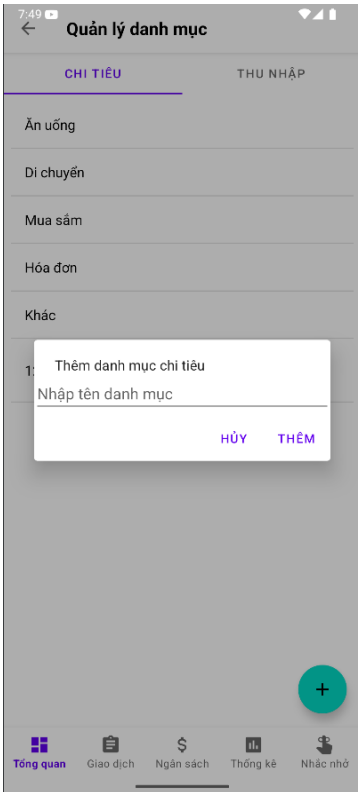 7:49
Quản lý danh mục
CHI TIÊU
THU NHẬP
Ăn uống
Di chuyển
Mua sắm
Hóa đơn
Khác
Thêm danh mục chi tiêu
Nhập tên danh mục
HỦY
THÊM
Tổng quan
Giao dịch
Ngân sách
Thống kê
Nhắc nhở